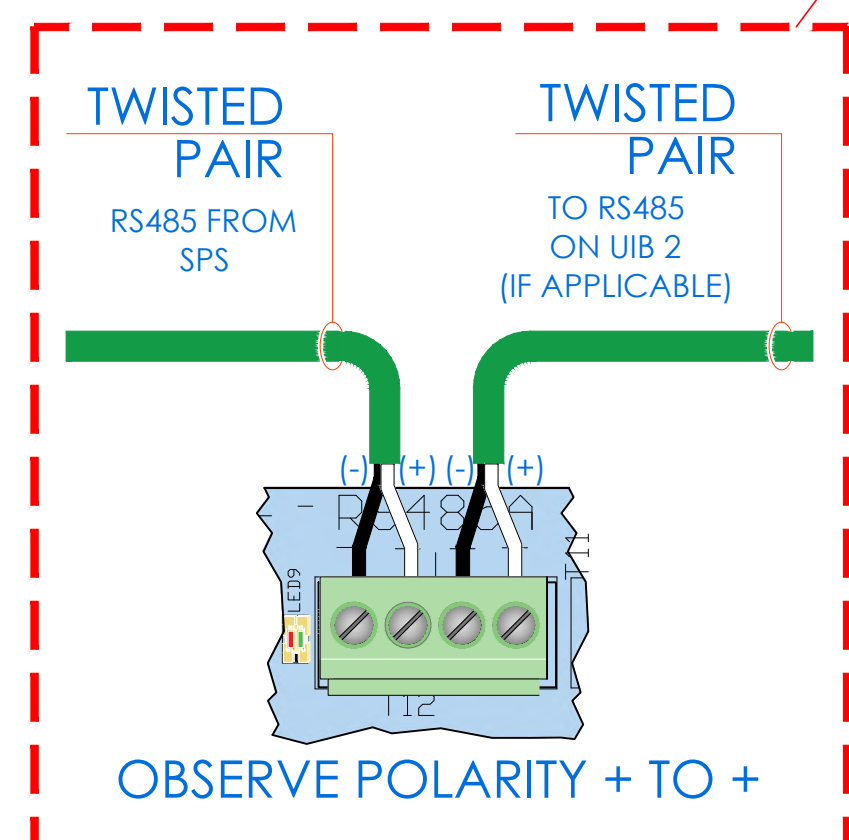 TWISTED
PAIR
RS485 FROM
SPS
TWISTED
PAIR
TO RS485
ON UIB 2
(IF APPLICABLE)
(-) (+) (-) (+)
LED9
T12
OBSERVE POLARITY + TO +